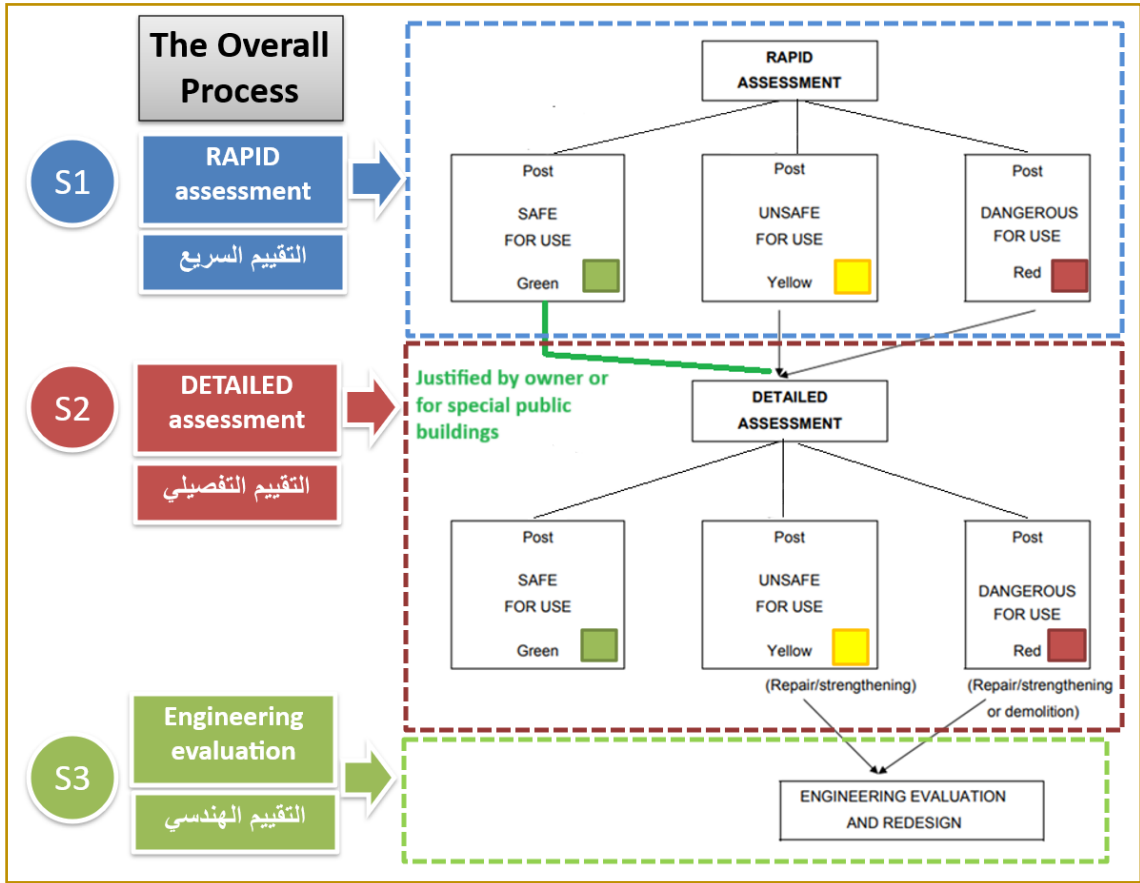 The Overall
Process
S1
RAPID
assessment
التقييم السريع
S2
DETAILED
assessment
التقييم التفصيلي
S3
Engineering
evaluation
التقييم الهندسي
RAPID
ASSESSMENT
Post
SAFE
FOR USE
Green
Post
UNSAFE
FOR USE
Yellow
Post
DANGEROUS
FOR USE
Red
Justified by owner or
for special public
buildings
DETAILED
ASSESSMENT
Post
SAFE
FOR USE
Green
Post
UNSAFE
FOR USE
Yellow
(Repair/strengthening)
Post
DANGEROUS
FOR USE
Red
(Repair/strengthening
or demolition)
ENGINEERING EVALUATION
AND REDESIGN